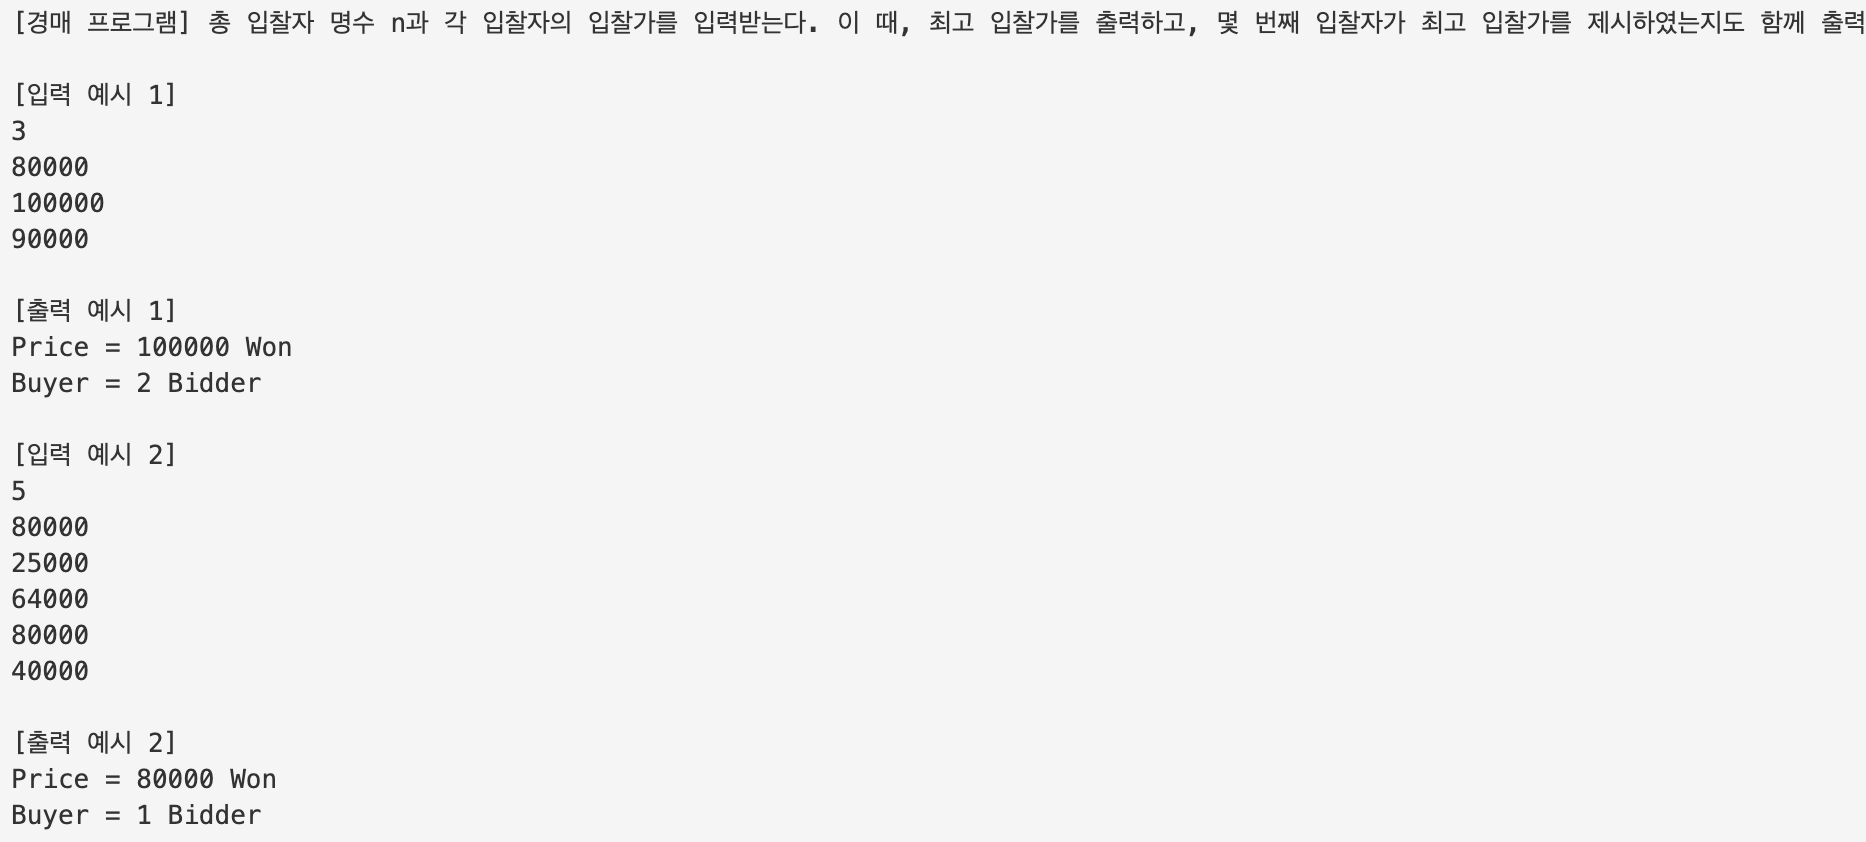 [경매 프로그램] 총 입찰자 명수 n과 각 입찰자의 입찰가를 입력받는다. 이 때, 최고 입찰가를 출력하고, 몇 번째 입찰자가 최고 입찰가를 제시하였는지도 함께 출력
[입력 예시 1]
3
80000
100000
90000
[출력 예시 1]
Price = 100000 Won
Buyer = 2 Bidder
[입력 예시 2]
5
80000
25000
64000
80000
40000
[출력 예시 2]
Price = 80000 Won
Buyer = 1 Bidder